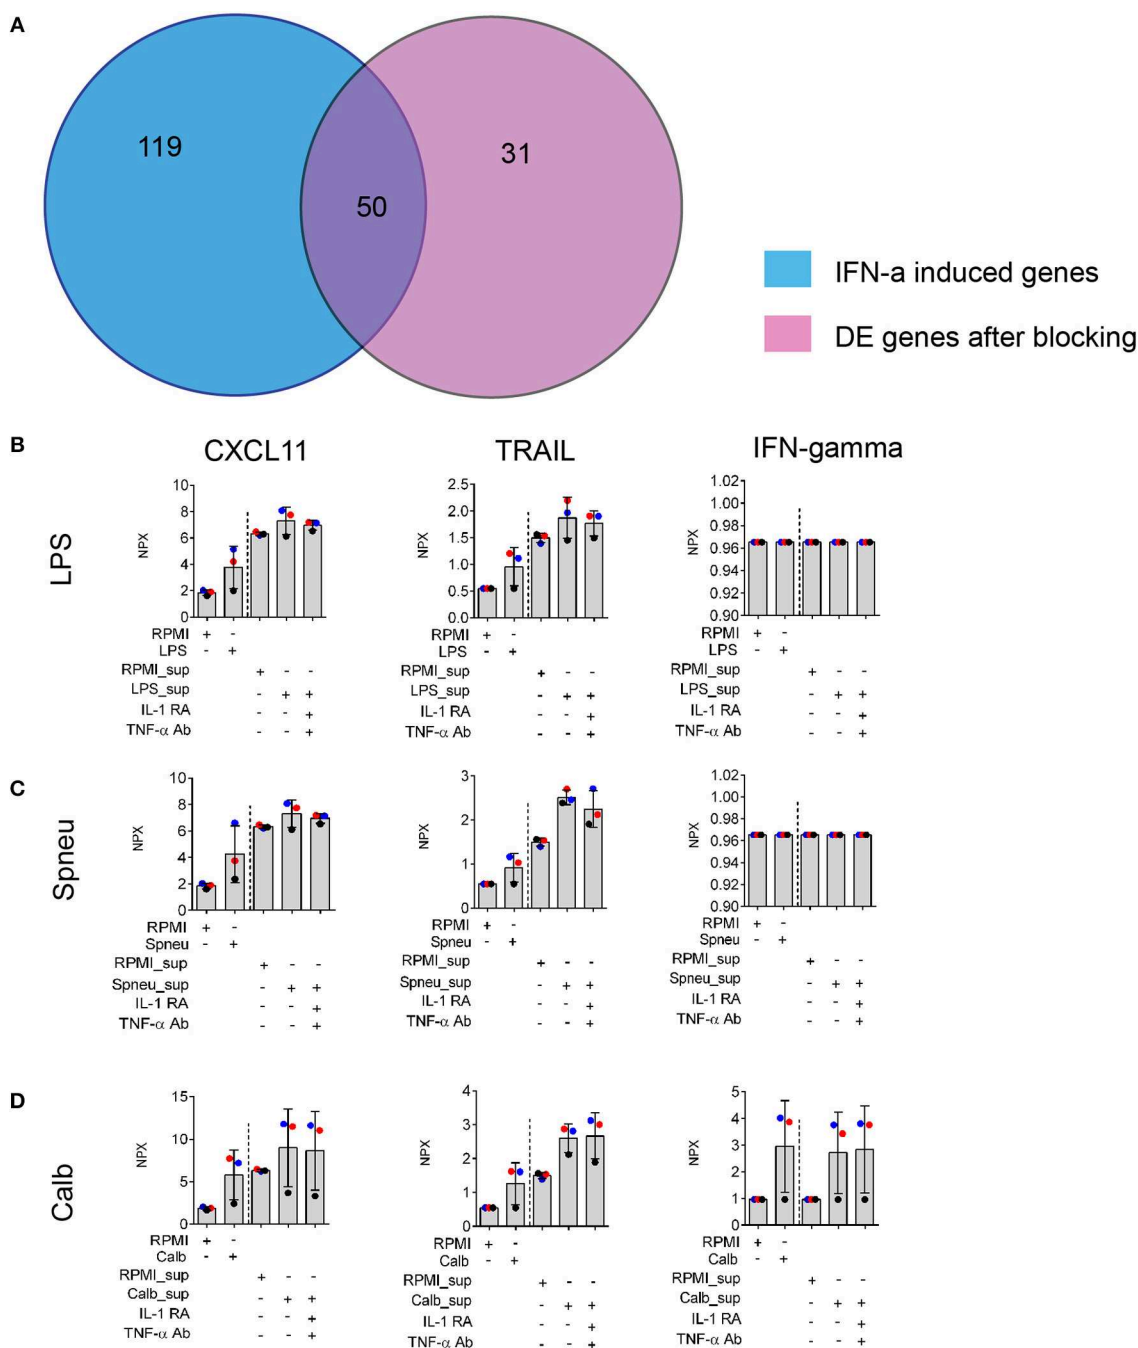 A
119
50
31
IFN-a induced genes
DE genes after blocking
B
CXCL11
TRAIL
IFN-gamma
LPS
NPX
10
8
6
4
2
0
RPMI + -
LPS - +
RPMI_sup + - -
LPS_sup - + +
IL-1 RA - - +
TNF-α Ab - - +
NPX
2.5
2.0
1.5
1.0
0.5
0.0
RPMI + -
LPS - +
RPMI_sup + - -
LPS_sup - + +
IL-1 RA - - +
TNF-α Ab - - +
NPX
1.02
1.00
0.98
0.96
0.94
0.92
0.90
RPMI + -
LPS - +
RPMI_sup + - -
LPS_sup - + +
IL-1 RA - - +
TNF-α Ab - - +
C
Spneu
NPX
10
8
6
4
2
0
RPMI + -
Spneu - +
RPMI_sup + - -
Spneu_sup - + +
IL-1 RA - - +
TNF-α Ab - - +
NPX
3
2
1
0
RPMI + -
Spneu - +
RPMI_sup + - -
Spneu_sup - + +
IL-1 RA - - +
TNF-α Ab - - +
NPX
1.02
1.00
0.98
0.96
0.94
0.92
0.90
RPMI + -
Spneu - +
RPMI_sup + - -
Spneu_sup - + +
IL-1 RA - - +
TNF-α Ab - - +
D
Calb
NPX
15
10
5
0
RPMI + -
Calb - +
RPMI_sup + - -
Calb_sup - + +
IL-1 RA - - +
TNF-α Ab - - +
NPX
4
3
2
1
0
RPMI + -
Calb - +
RPMI_sup + - -
Calb_sup - + +
IL-1 RA - - +
TNF-α Ab - - +
NPX
5
4
3
2
1
0
RPMI + -
Calb - +
RPMI_sup + - -
Calb_sup - + +
IL-1 RA - - +
TNF-α Ab - - +